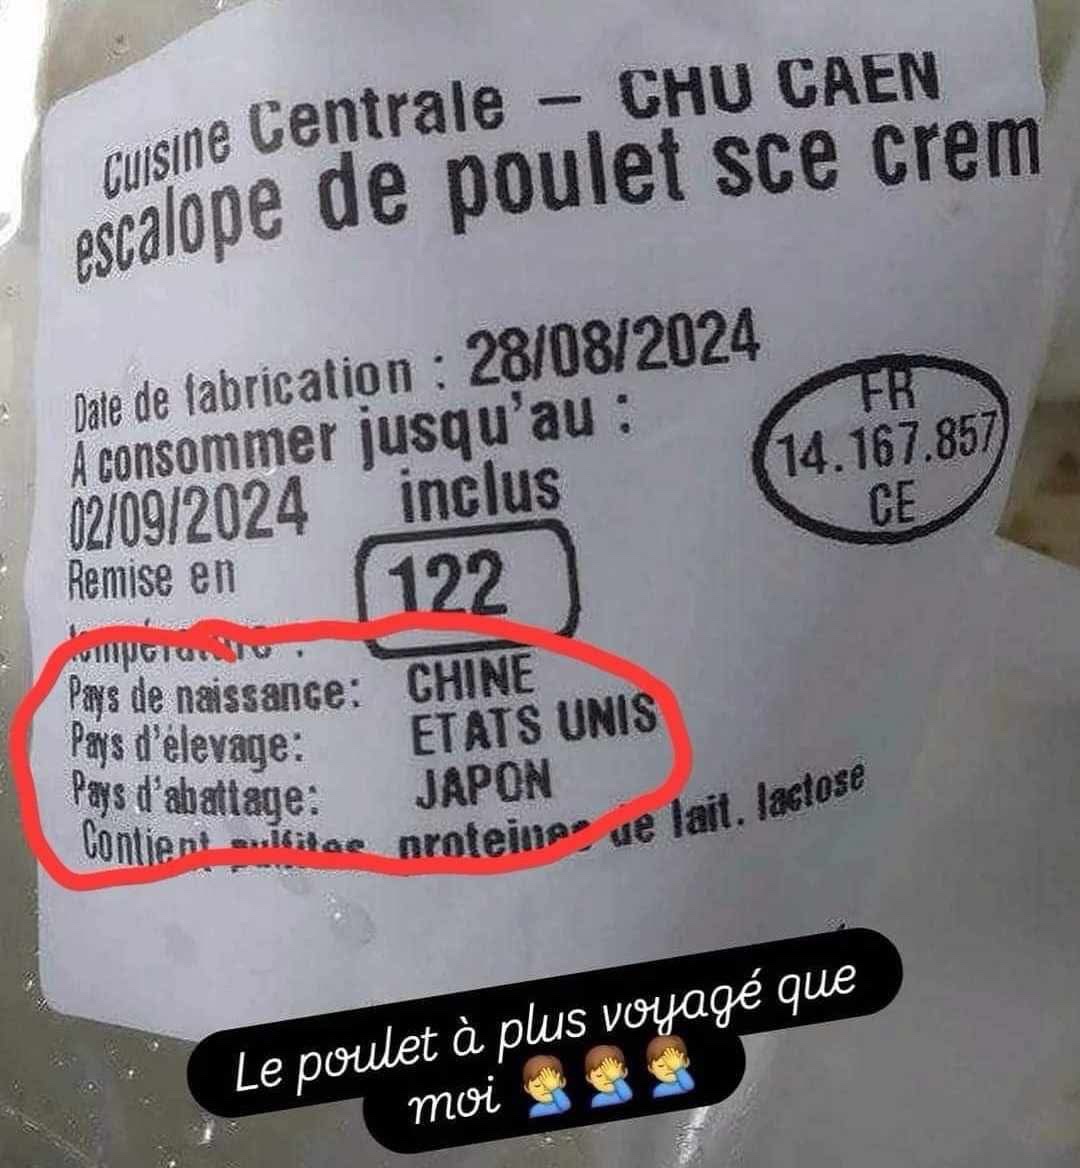 Cuisine Centrale - CHU CAEN
escalope de poulet sce crem
Date de fabrication : 28/08/2024
A consommer jusqu'au :
02/09/2024 inclus
FR
14.167.857
CE
Remise en
122
température :
Pays de naissance: CHINE
Pays d'élevage: ETATS UNIS
Pays d'abattage: JAPON
Contient sulfites proteines de lait. lactose
Le poulet à plus voyagé que
moi 🤦‍♂️🤦‍♂️🤦‍♂️